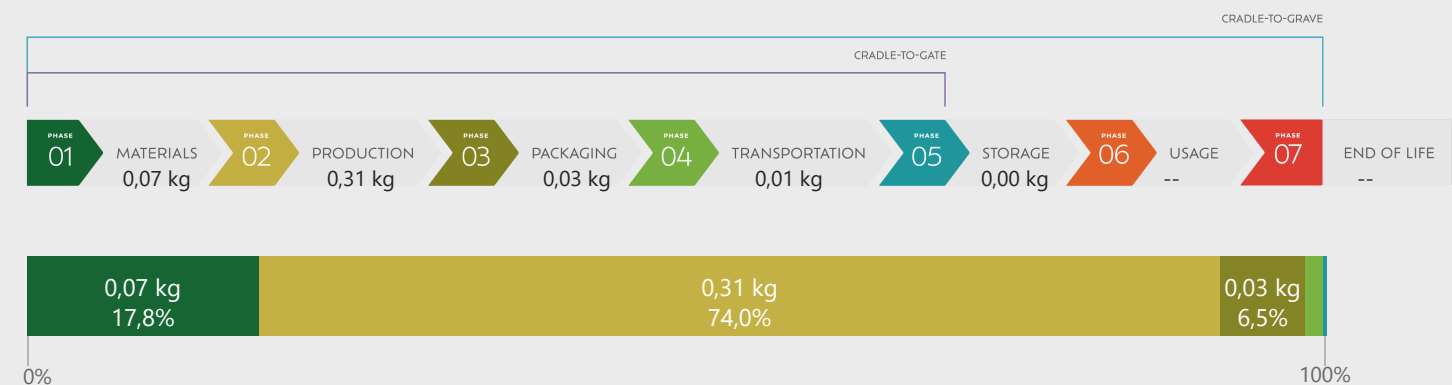 CRADLE-TO-GRAVE
CRADLE-TO-GATE
PHASE
01
MATERIALS
0,07 kg
PHASE
02
PRODUCTION
0,31 kg
PHASE
03
PACKAGING
0,03 kg
PHASE
04
TRANSPORTATION
0,01 kg
PHASE
05
STORAGE
0,00 kg
PHASE
06
USAGE
--
PHASE
07
END OF LIFE
--
0,07 kg
17,8%
0,31 kg
74,0%
0,03 kg
6,5%
0%
100%